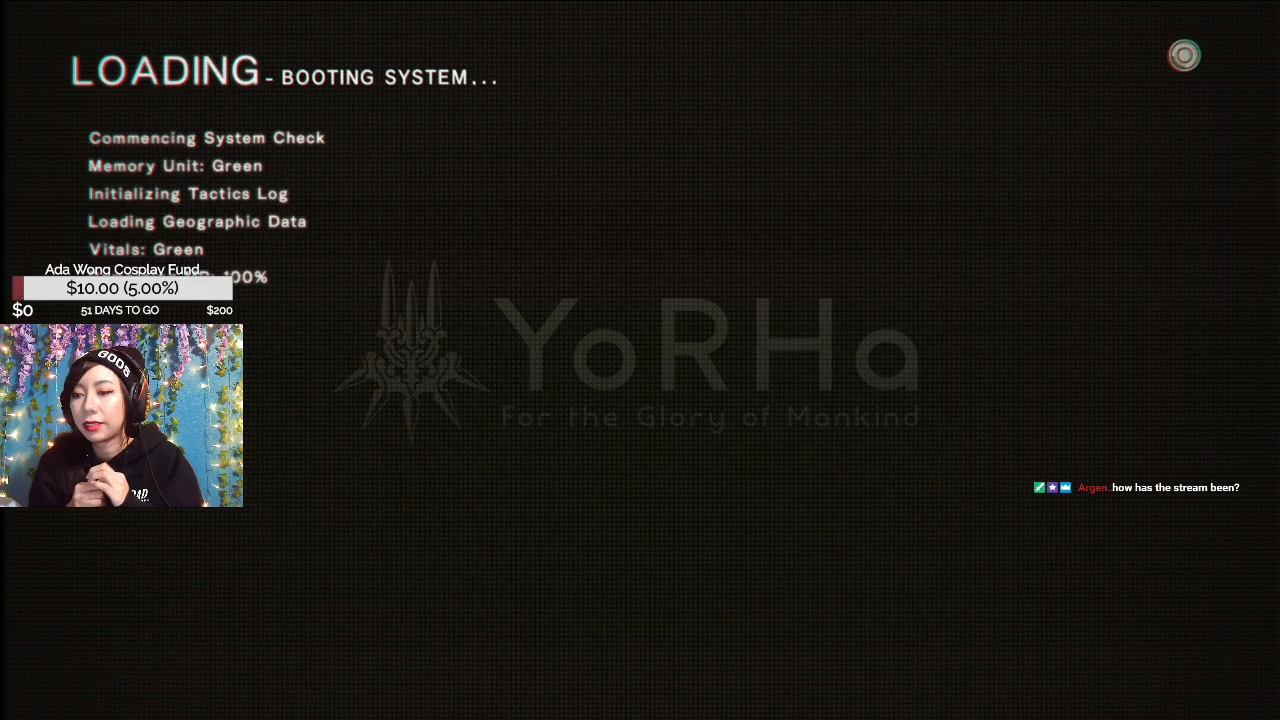 LOADING - BOOTING SYSTEM...
Commencing System Check
Memory Unit: Green
Initializing Tactics Log
Loading Geographic Data
Vitals: Green
100%
Ada Wong Cosplay Fund
$10.00 (5.00%)
$0 51 DAYS TO GO $200
GOOD
YoRHa
For the Glory of Mankind
Argen how has the stream been?